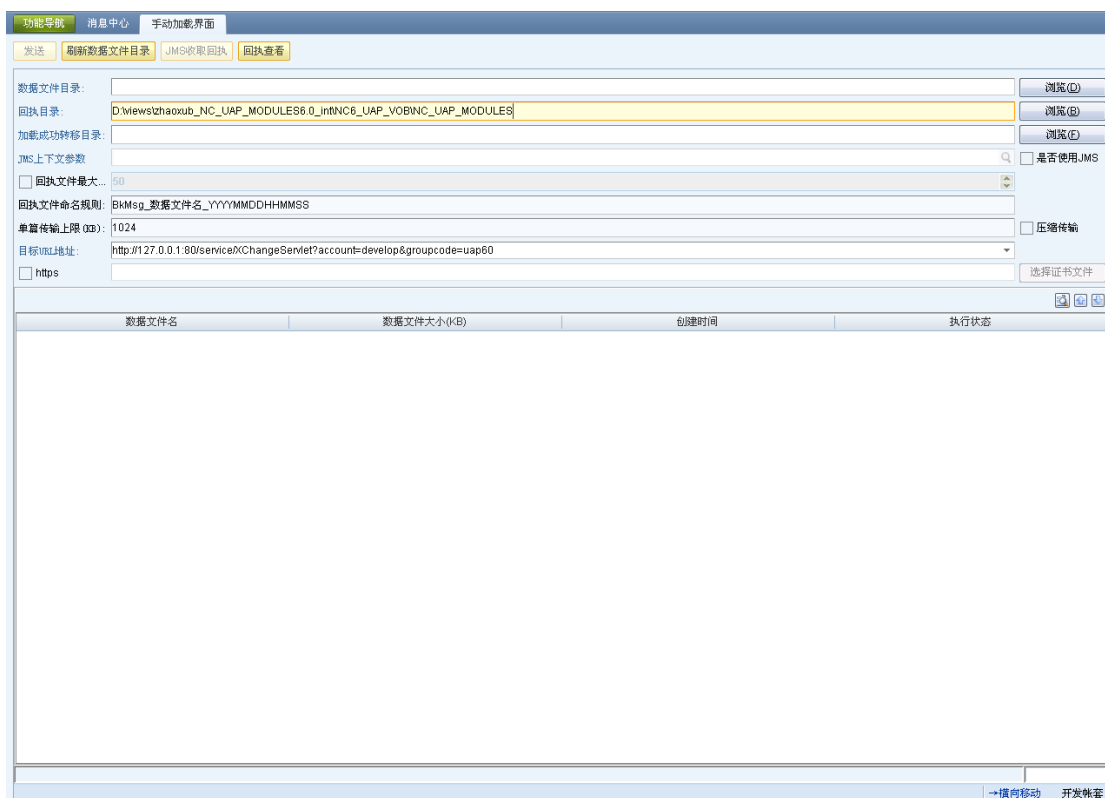 功能导航 消息中心 手动加载界面
发送 刷新数据文件目录 JMS收取回执 回执查看
数据文件目录: 浏览(D)
回执目录: D:\views\zhaoxub_NC_UAP_MODULES6.0_int\NC6_UAP_VOB\NC_UAP_MODULES 浏览(B)
加载成功转移目录: 浏览(F)
JMS上下文参数 是否使用JMS
回执文件最大... 50
回执文件命名规则: BkMsg_数据文件名_YYYYMMDDHHMMSS
单篇传输上限(KB): 1024 压缩传输
目标URL地址: http://127.0.0.1:80/service/XChangeServlet?account=develop&groupcode=uap60
https 选择证书文件
数据文件名 数据文件大小(KB) 创建时间 执行状态
→横向移动 开发帐套